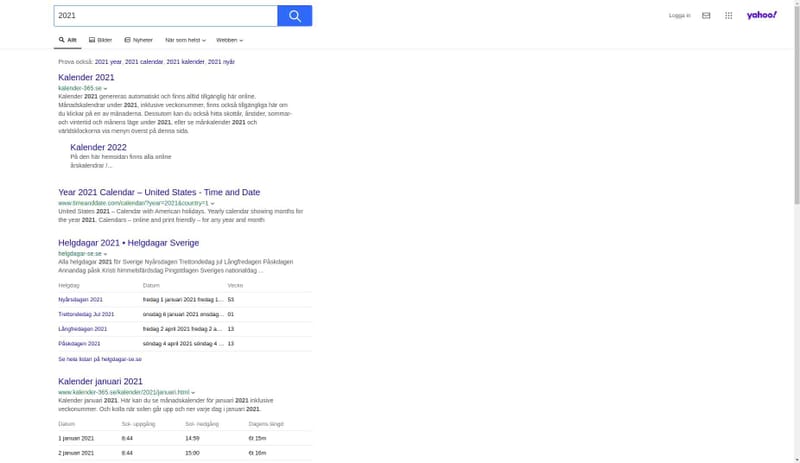 2021
Logga in
yahoo!
Allt Bilder Nyheter När som helst Webben
Prova också: 2021 year, 2021 calendar, 2021 kalender, 2021 nyår
Kalender 2021
kalender-365.se
Kalender 2021 genereras automatiskt och finns alltid tillgänglig här online.
Månadskalendrar under 2021, inklusive veckonummer, finns också tillgängliga här om
du klickar på en av månaderna. Dessutom kan du också hitta skottår, årstider, sommar-
och vintertid och månens läge under 2021. eller se månkalender 2021 och
världsklockorna via menyn överst på denna sida.
Kalender 2022
På den här hemsidan finns alla online
årskalendrar /...
Year 2021 Calendar – United States - Time and Date
www.timeanddate.com/calendar/?year=2021&country=1
United States 2021 – Calendar with American holidays. Yearly calendar showing months for
the year 2021. Calendars – online and print friendly – for any year and month
Helgdagar 2021 • Helgdagar Sverige
helgdagar-se.se
Alla helgdagar 2021 för Sverige Nyårsdagen Trettondedag jul Långfredagen Påskdagen
Annandag påsk Kristi himmelsfärdsdag Pingstdagen Sveriges nationaldag ...
Helgdag Datum Vecka
Nyårsdagen 2021 fredag 1 januari 2021 fredag 1... 53
Trettondedag Jul 2021 onsdag 6 januari 2021 onsdag... 01
Långfredagen 2021 fredag 2 april 2021 fredag 2 a... 13
Påskdagen 2021 söndag 4 april 2021 söndag 4 ... 13
Se hela listan på helgdagar-se.se
Kalender januari 2021
www.kalender-365.se/kalender/2021/januari.html
Kalender januari 2021. Här kan du se månadskalender för januari 2021 inklusive
veckonummer. Och kolla när solen går upp och ner varje dag i januari 2021.
Datum Sol- uppgång Sol- nedgång Dagens längd
1 januari 2021 8:44 14:59 6t 15m
2 januari 2021 8:44 15:00 6t 16m